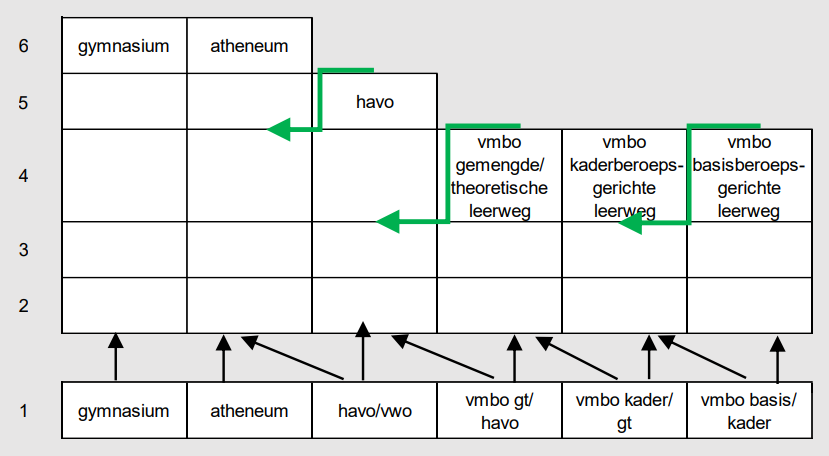 6
gymnasium
atheneum
5
havo
4
vmbo
gemengde/
theoretische
leerweg
vmbo
kaderberoeps-
gerichte
leerweg
vmbo
basisberoeps-
gerichte
leerweg
3
2
1
gymnasium
atheneum
havo/vwo
vmbo gt/
havo
vmbo kader/
gt
vmbo basis/
kader